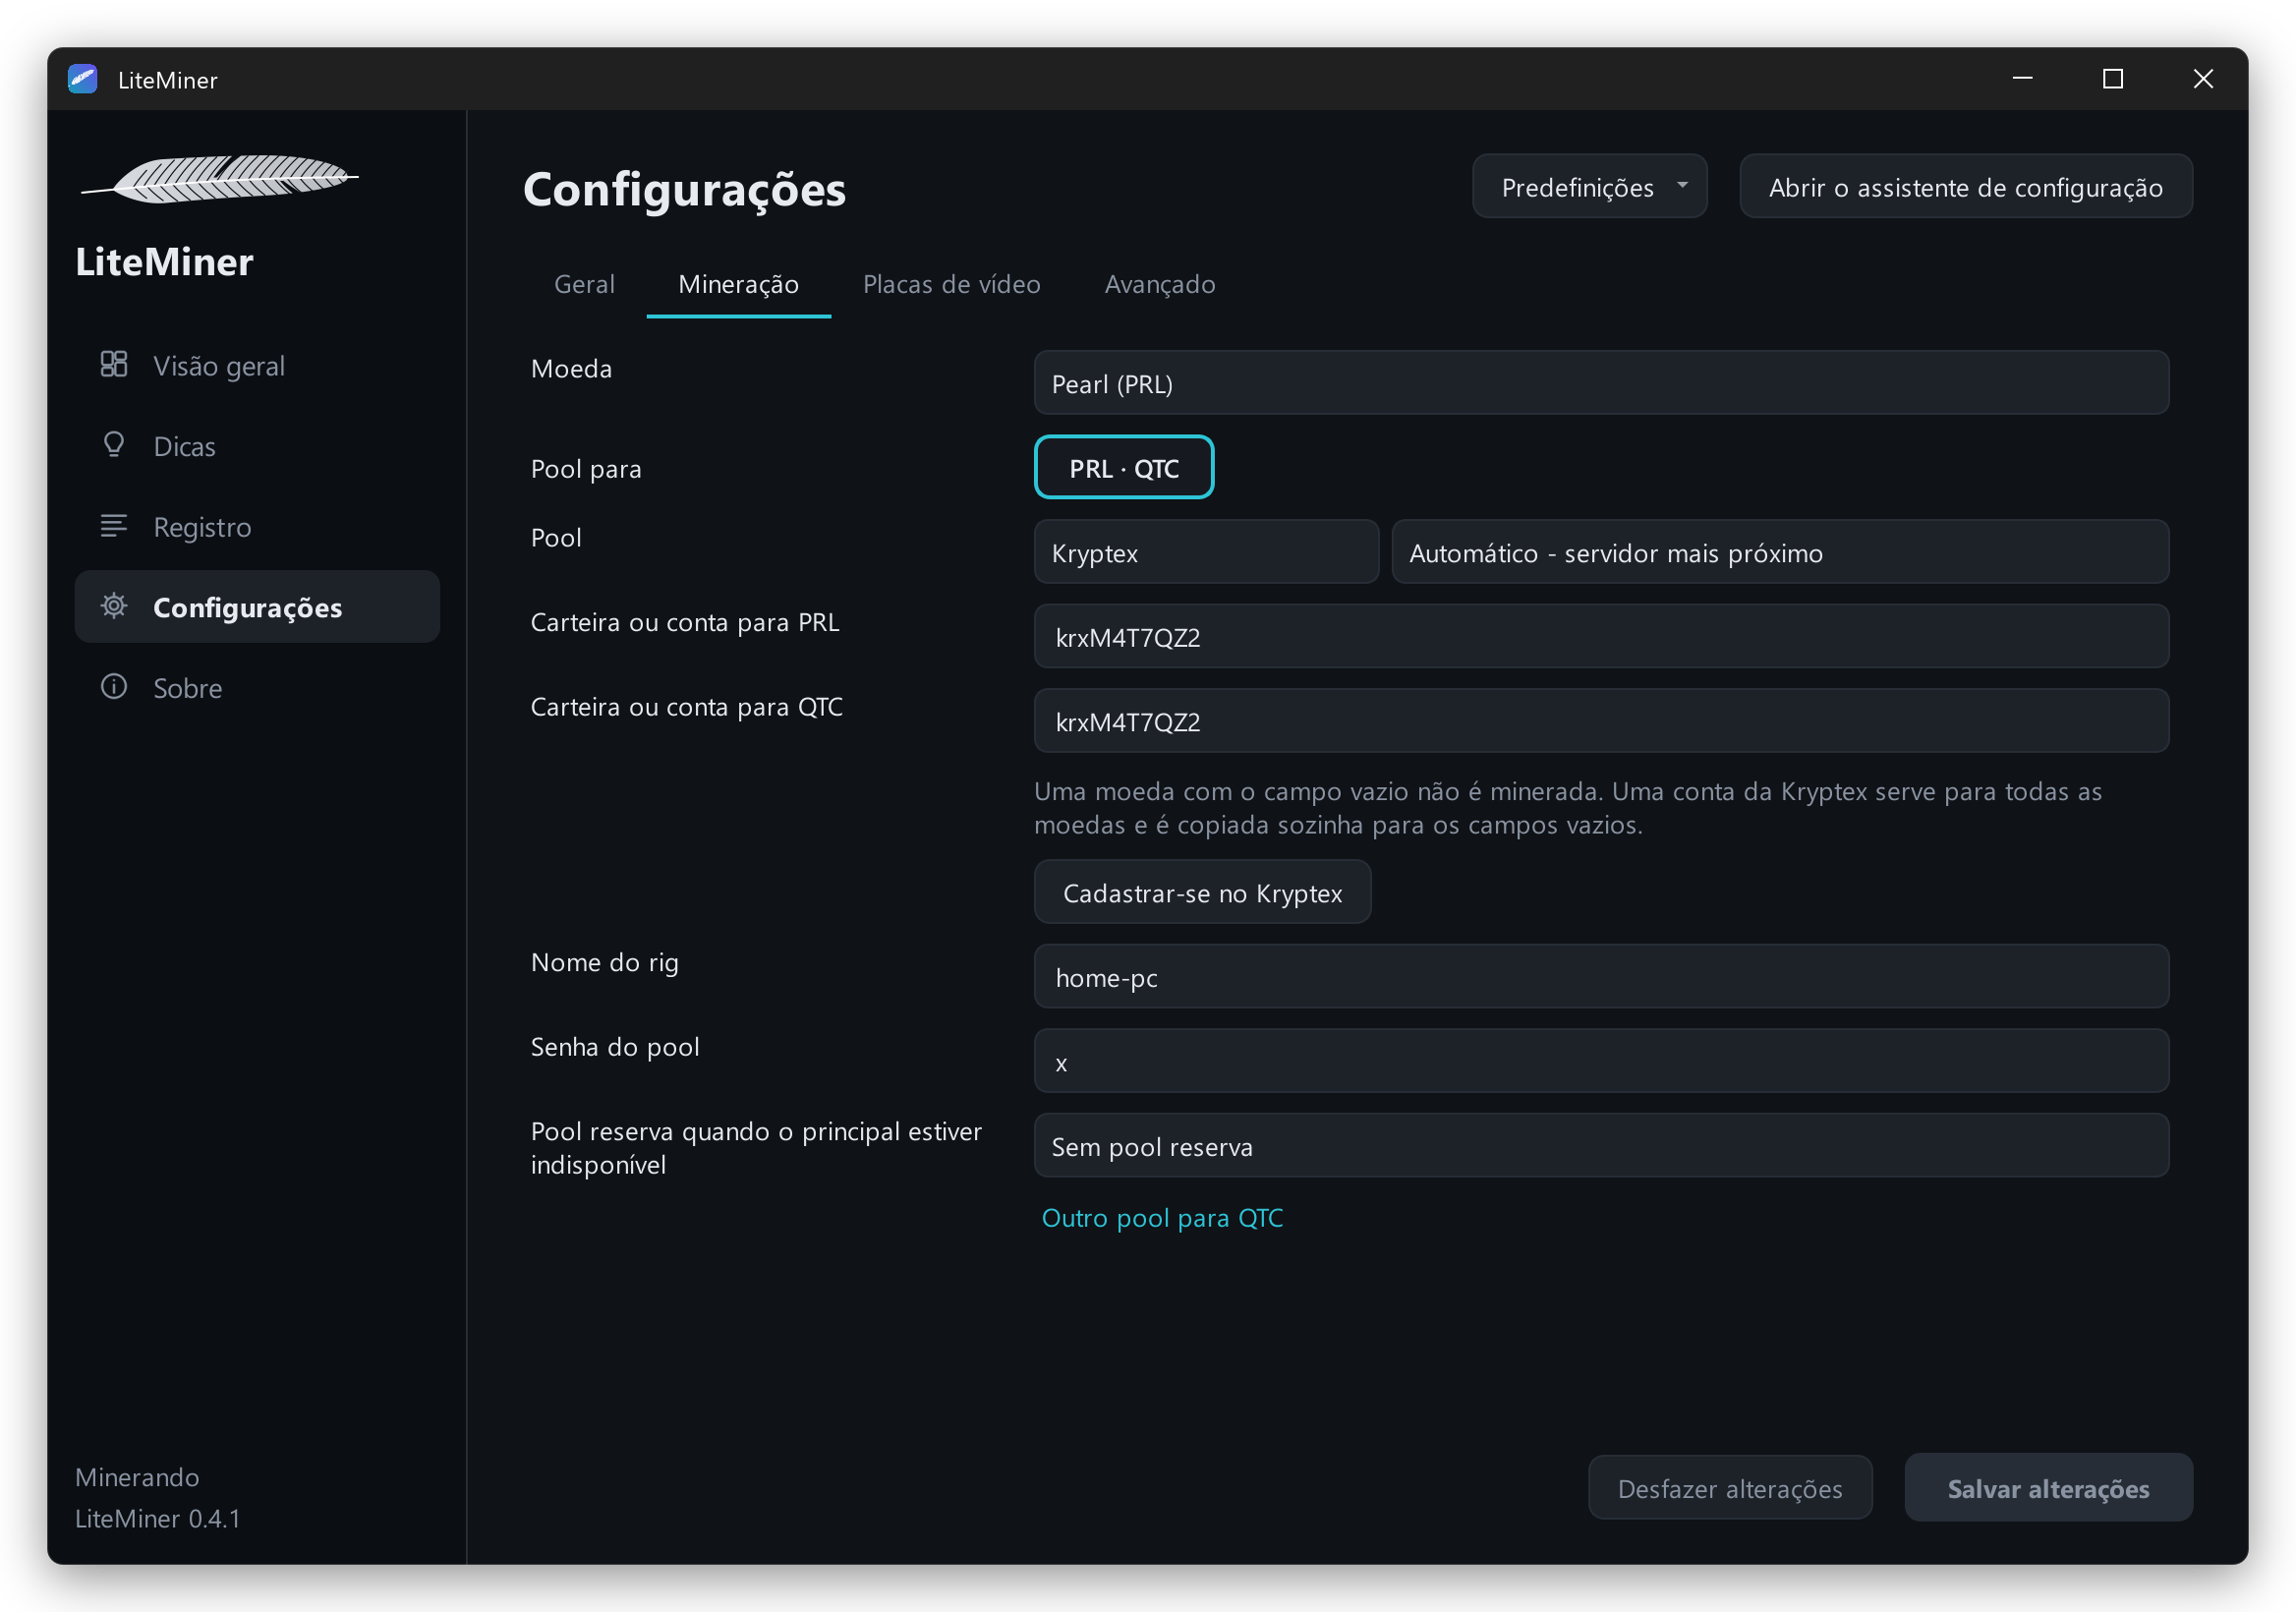 LiteMiner
LiteMiner
Visão geral
Dicas
Registro
Configurações
Sobre
Minerando
LiteMiner 0.4.1
Configurações
Predefinições
Abrir o assistente de configuração
Geral
Mineração
Placas de vídeo
Avançado
Moeda
Pearl (PRL)
Pool para
PRL · QTC
Pool
Kryptex
Automático - servidor mais próximo
Carteira ou conta para PRL
krxM4T7QZ2
Carteira ou conta para QTC
krxM4T7QZ2
Uma moeda com o campo vazio não é minerada. Uma conta da Kryptex serve para todas as
moedas e é copiada sozinha para os campos vazios.
Cadastrar-se no Kryptex
Nome do rig
home-pc
Senha do pool
x
Pool reserva quando o principal estiver
indisponível
Sem pool reserva
Outro pool para QTC
Desfazer alterações
Salvar alterações